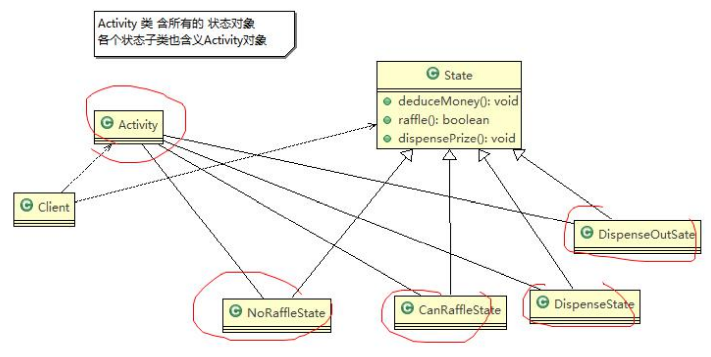 Activity 类 含所有的 状态对象
各个状态子类也含义Activity对象
C State
deduceMoney(): void
raffle(): boolean
dispensePrize(): void
C Activity
C Client
C DispenseOutSate
C NoRaffleState
C CanRaffleState
C DispenseState